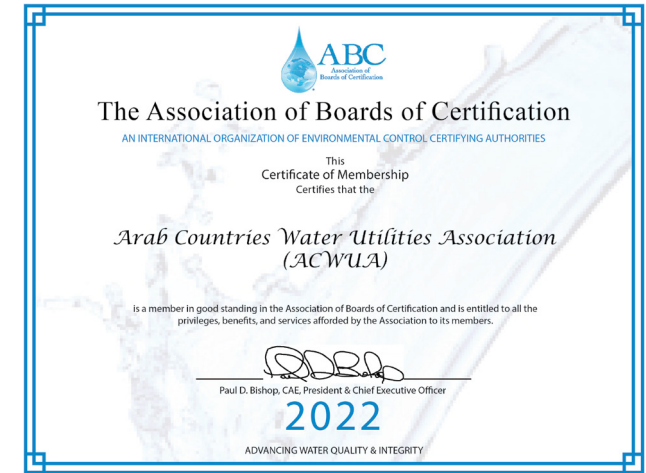 ABC
Association of
Boards of Certification
The Association of Boards of Certification
AN INTERNATIONAL ORGANIZATION OF ENVIRONMENTAL CONTROL CERTIFYING AUTHORITIES
This
Certificate of Membership
Certifies that the
Arab Countries Water Utilities Association
(ACWUA)
is a member in good standing in the Association of Boards of Certification and is entitled to all the
privileges, benefits, and services afforded by the Association to its members.
Paul D. Bishop, CAE, President & Chief Executive Officer
2022
ADVANCING WATER QUALITY & INTEGRITY